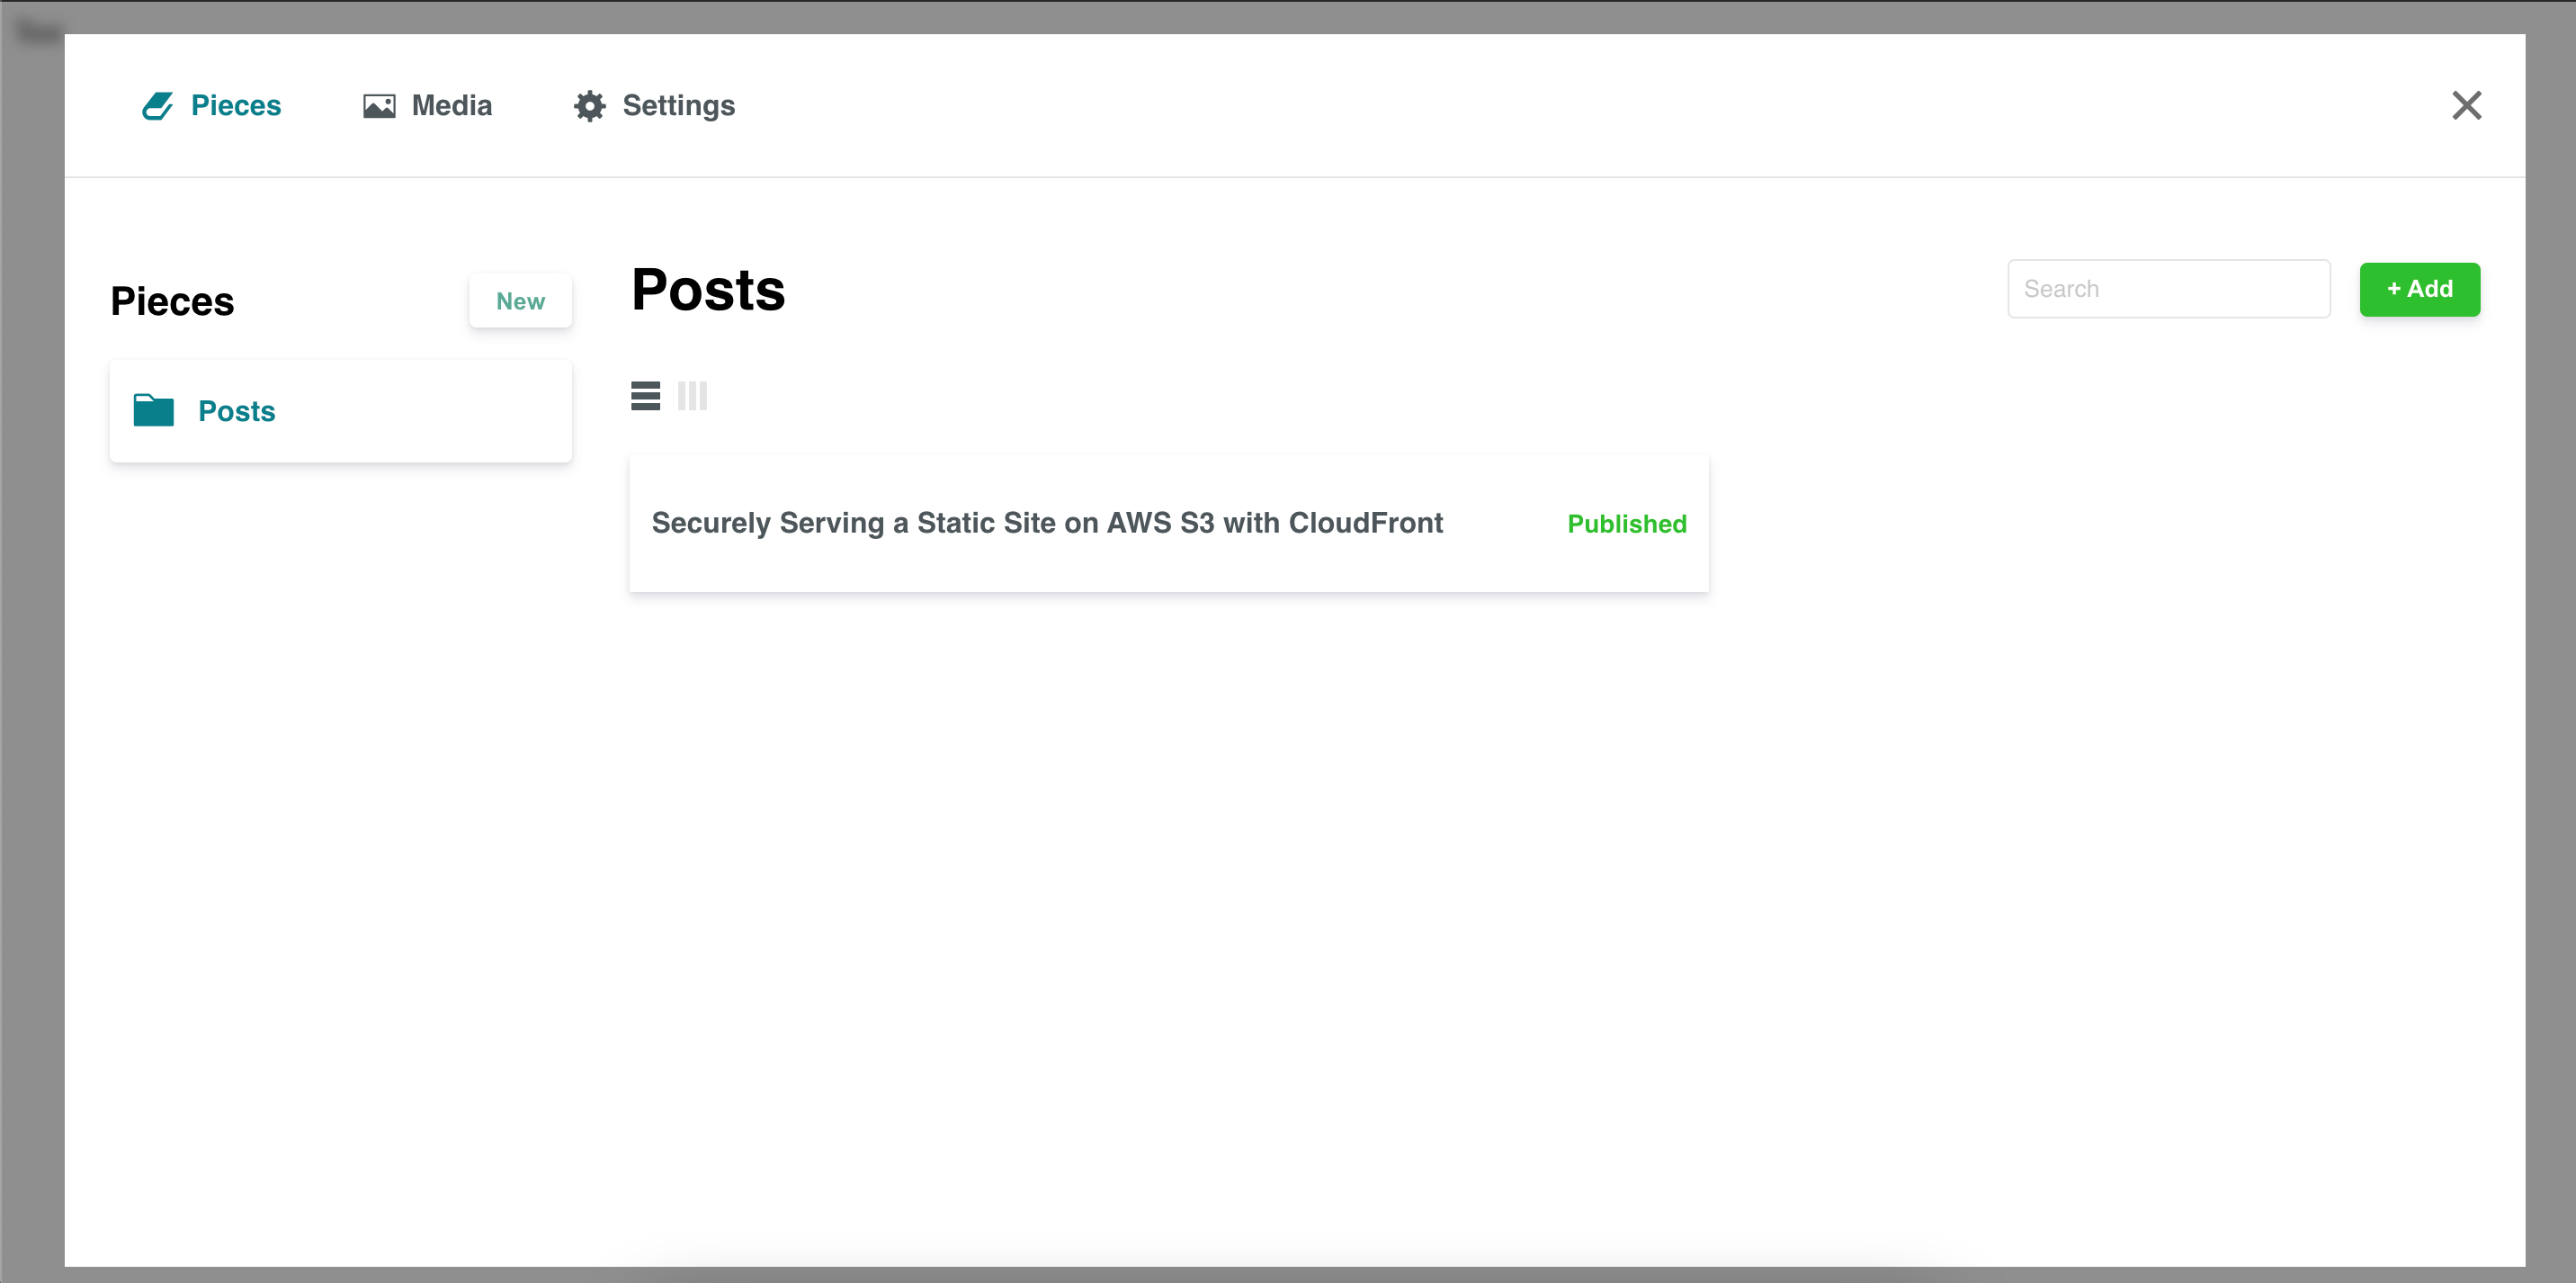 Pieces
Media
Settings
Pieces
New
Posts
Posts
Search
+ Add
Securely Serving a Static Site on AWS S3 with CloudFront
Published